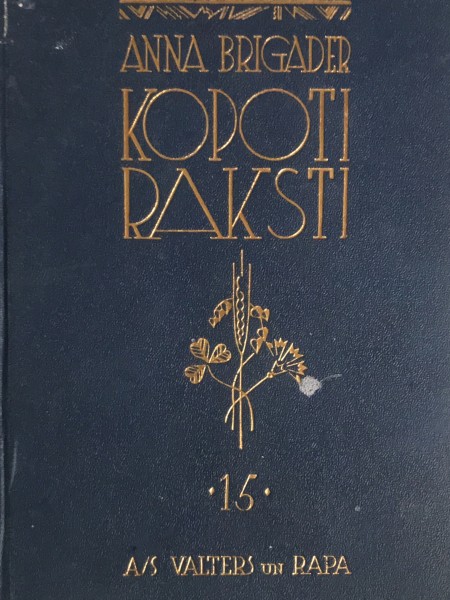 ANNA BRIGADER
KOPOTI
RAKSTI
·15·
A/S VALTERS UN RAPA